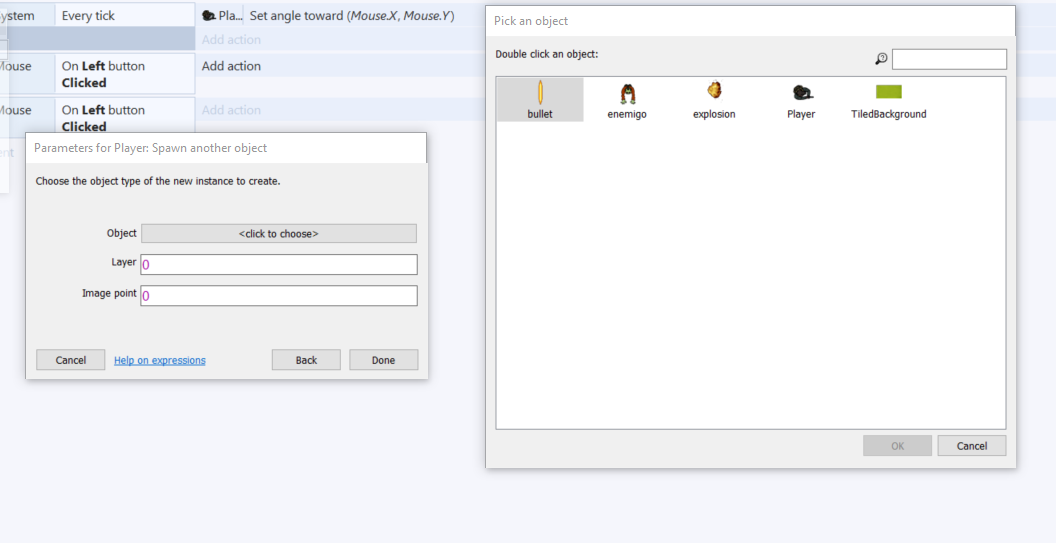 System Every tick Pla... Set angle toward (Mouse.X, Mouse.Y)
Add action
Mouse On Left button Add action
Clicked
Mouse On Left button Add action
Clicked
Parameters for Player: Spawn another object
Choose the object type of the new instance to create.
Object <click to choose>
Layer 0
Image point 0
Cancel Help on expressions Back Done
Pick an object
Double click an object:
bullet enemigo explosion Player TiledBackground
OK Cancel